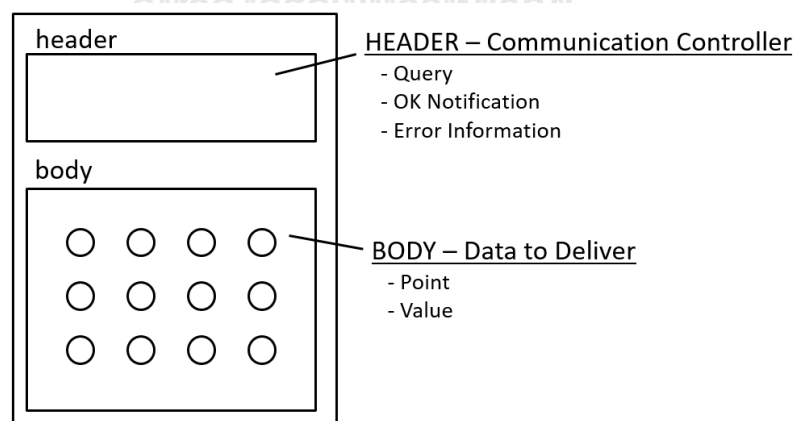 header
HEADER – Communication Controller
- Query
- OK Notification
- Error Information
body
BODY – Data to Deliver
- Point
- Value